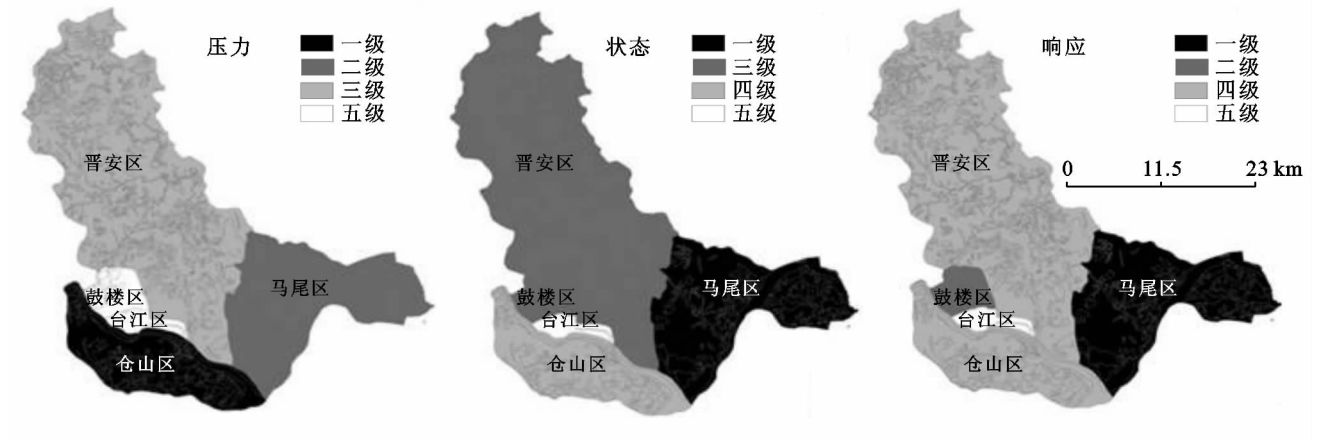 压力
一级
二级
三级
五级
晋安区
鼓楼区
台江区
仓山区
马尾区
状态
一级
三级
四级
五级
晋安区
鼓楼区
台江区
仓山区
马尾区
响应
一级
二级
四级
五级
0 11.5 23 km
晋安区
鼓楼区
台江区
仓山区
马尾区